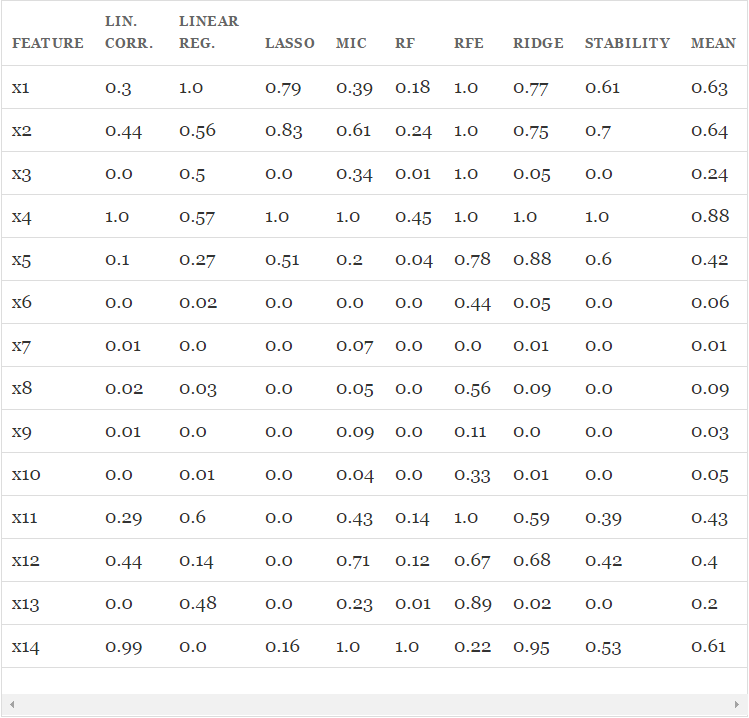 FEATURE LIN. CORR. LINEAR REG. LASSO MIC RF RFE RIDGE STABILITY MEAN
x1 0.3 1.0 0.79 0.39 0.18 1.0 0.77 0.61 0.63
x2 0.44 0.56 0.83 0.61 0.24 1.0 0.75 0.7 0.64
x3 0.0 0.5 0.0 0.34 0.01 1.0 0.05 0.0 0.24
x4 1.0 0.57 1.0 1.0 0.45 1.0 1.0 1.0 0.88
x5 0.1 0.27 0.51 0.2 0.04 0.78 0.88 0.6 0.42
x6 0.0 0.02 0.0 0.0 0.0 0.44 0.05 0.0 0.06
x7 0.01 0.0 0.0 0.07 0.0 0.0 0.01 0.0 0.01
x8 0.02 0.03 0.0 0.05 0.0 0.56 0.09 0.0 0.09
x9 0.01 0.0 0.0 0.09 0.0 0.11 0.0 0.0 0.03
x10 0.0 0.01 0.0 0.04 0.0 0.33 0.01 0.0 0.05
x11 0.29 0.6 0.0 0.43 0.14 1.0 0.59 0.39 0.43
x12 0.44 0.14 0.0 0.71 0.12 0.67 0.68 0.42 0.4
x13 0.0 0.48 0.0 0.23 0.01 0.89 0.02 0.0 0.2
x14 0.99 0.0 0.16 1.0 1.0 0.22 0.95 0.53 0.61